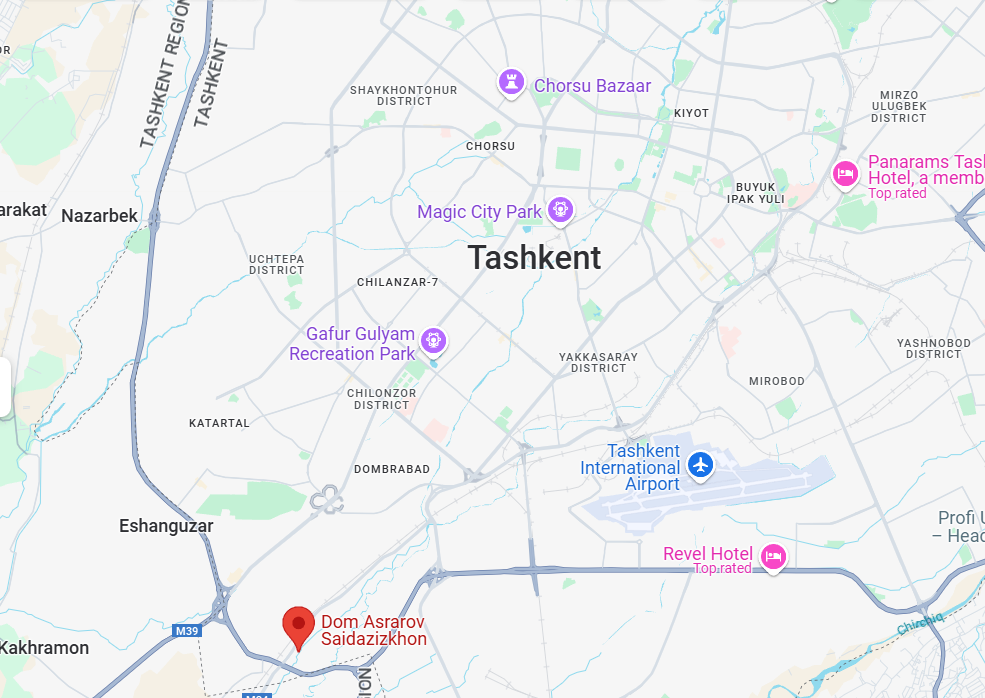 TASHKENT REGION
TASHKENT
SHAYKHONTOHUR
DISTRICT
Chorsu Bazaar
KIYOT
MIRZO
ULUGBEK
DISTRICT
CHORSU
Panarams Tash
Hotel, a memb
Top rated
BUYUK
IPAK YULI
arakat
Nazarbek
Magic City Park
Tashkent
UCHTEPA
DISTRICT
CHILANZAR-7
Gafur Gulyam
Recreation Park
YAKKASARAY
DISTRICT
YASHNOBOD
DISTRICT
MIROBOD
CHILONZOR
DISTRICT
KATARTAL
DOMBRABAD
Tashkent
International
Airport
Eshanguzar
Profi U
– Head
Revel Hotel
Top rated
Chirchiq
Dom Asrarov
Saidazizkhon
M39
Kakhramon
ION